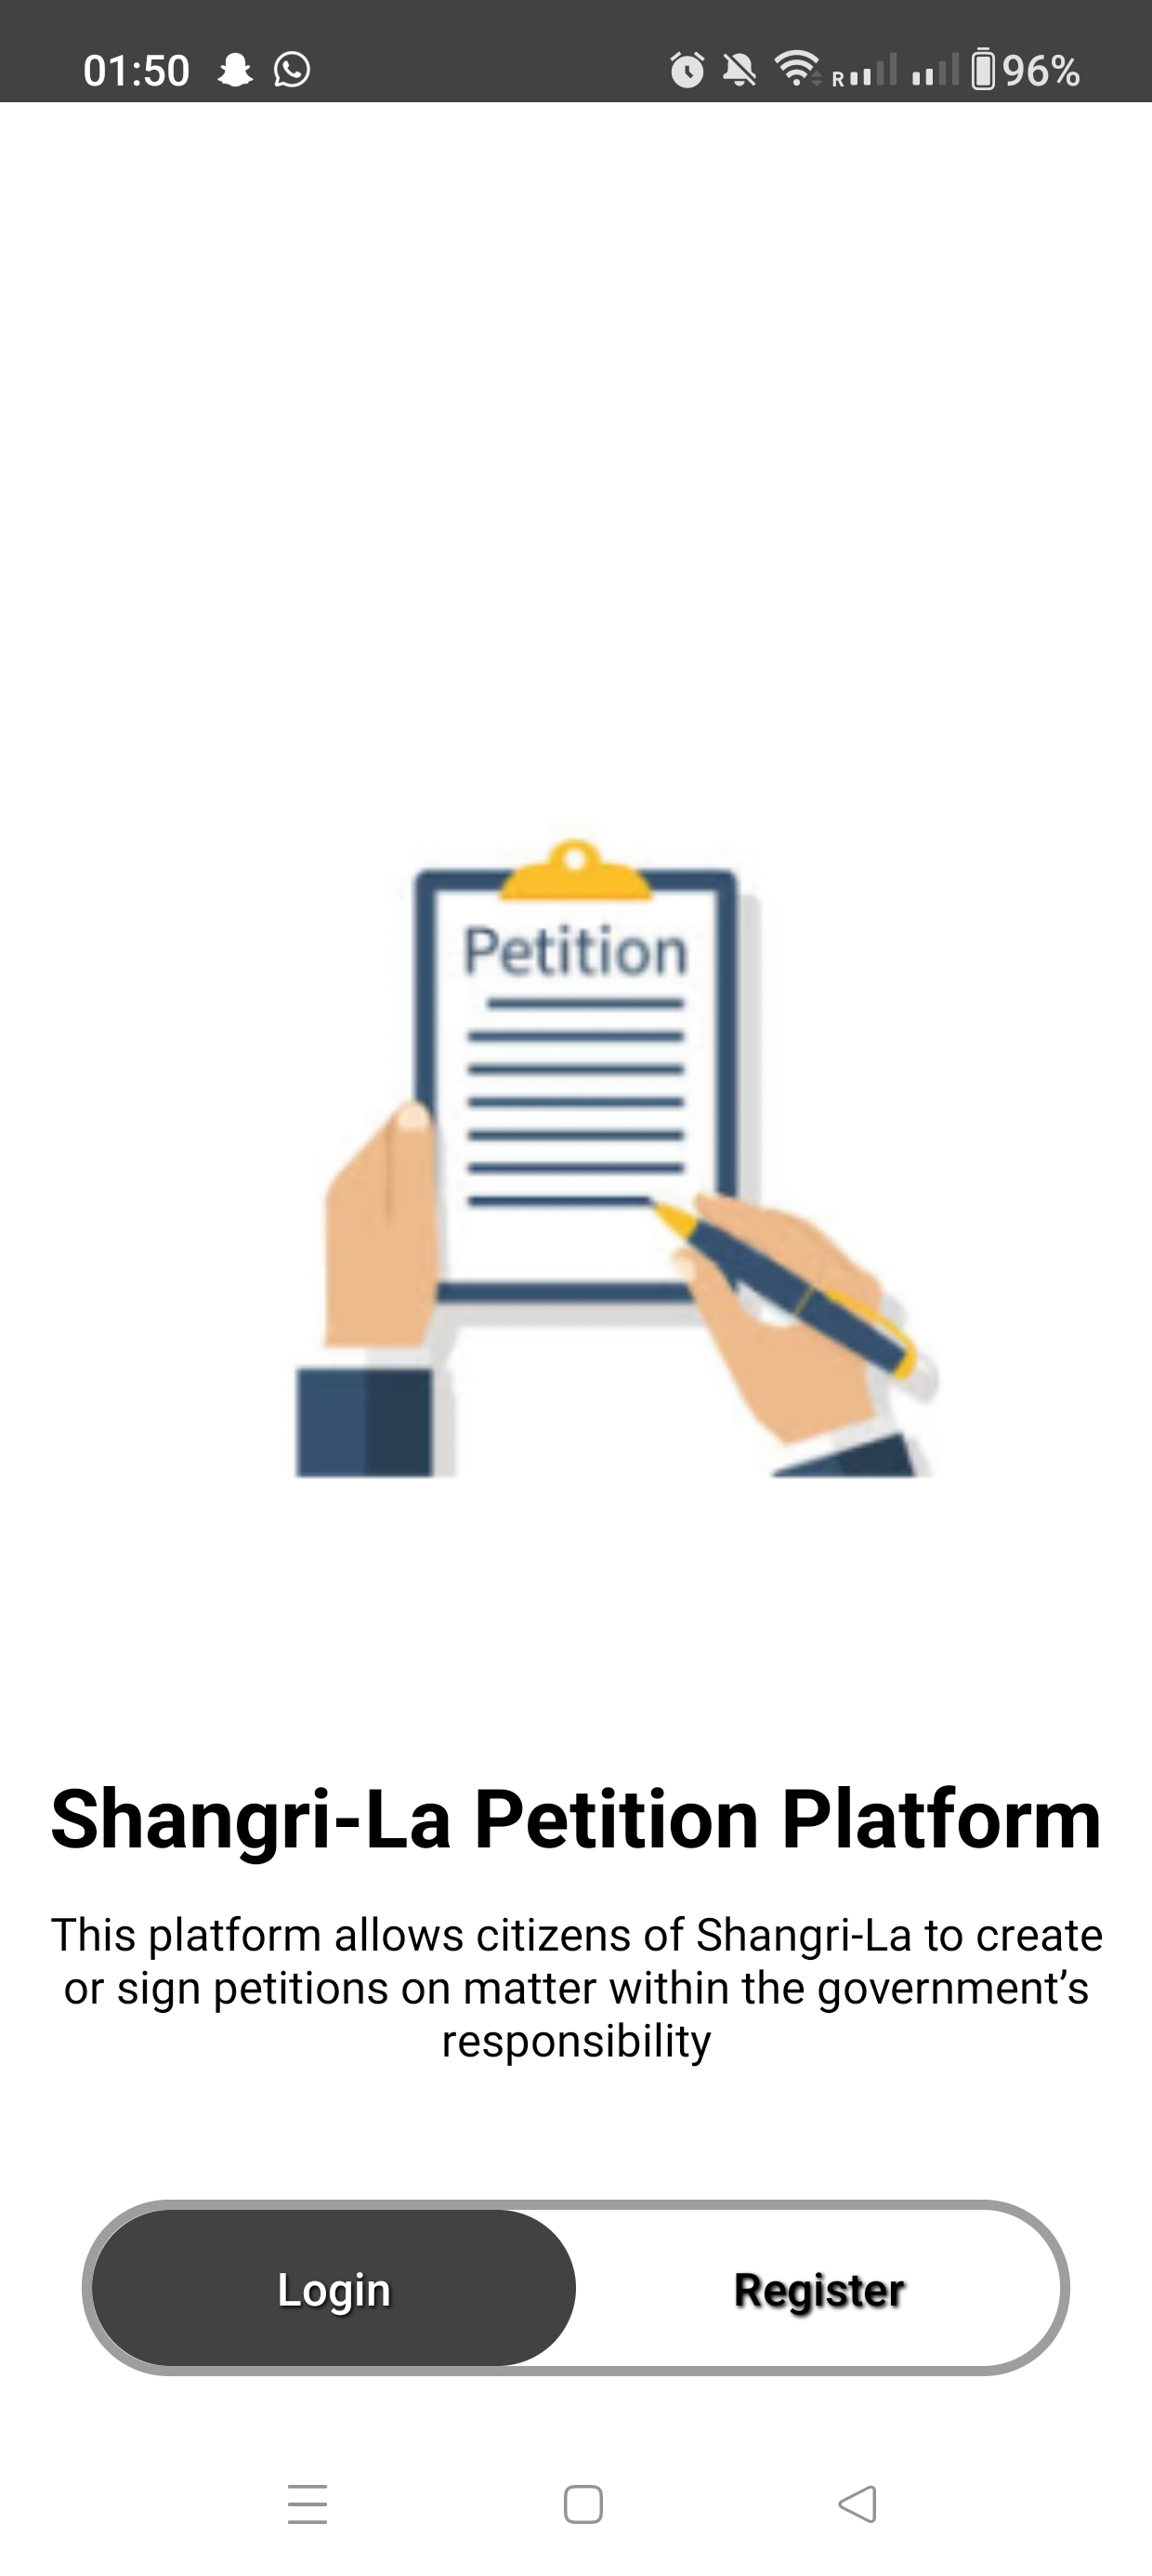 01:50
R
96%
Petition
Shangri-La Petition Platform
This platform allows citizens of Shangri-La to create
or sign petitions on matter within the government’s
responsibility
Login
Register